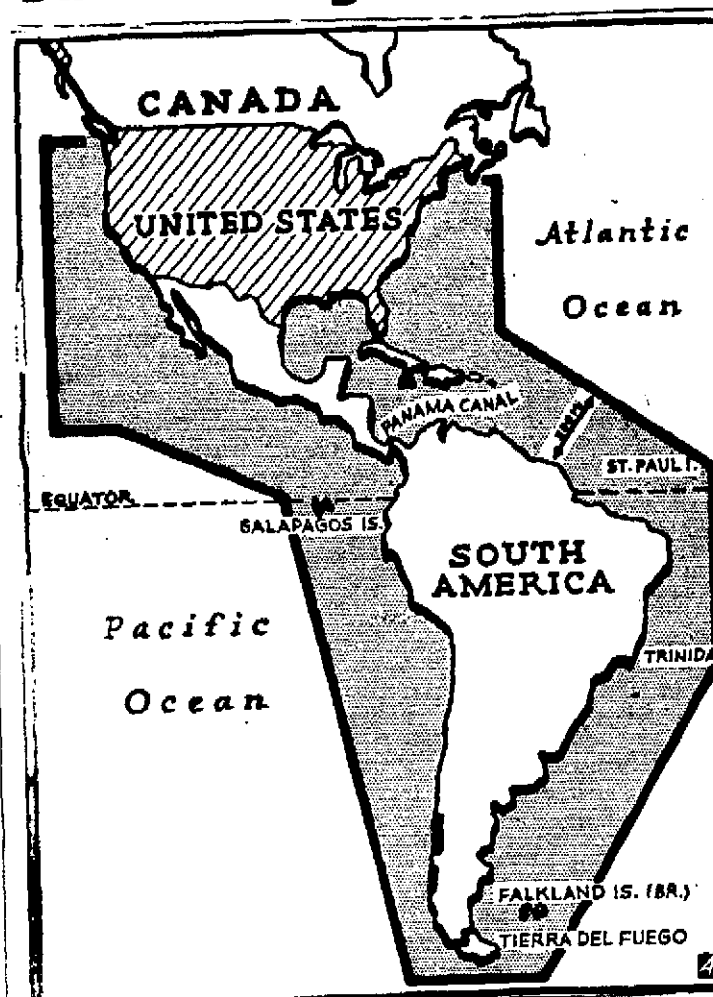 CANADA
UNITED STATES
Atlantic
Ocean
PANAMA CANAL
ST. PAUL I.
EQUATOR
GALAPAGOS IS.
SOUTH
AMERICA
Pacific
Ocean
TRINIDA
FALKLAND IS. (BR.)
TIERRA DEL FUEGO